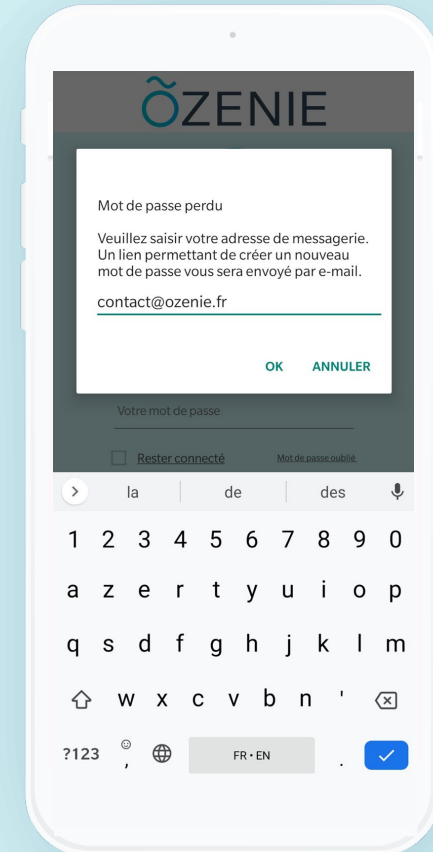 ÕZENIE
Mot de passe perdu
Veuillez saisir votre adresse de messagerie.
Un lien permettant de créer un nouveau
mot de passe vous sera envoyé par e-mail.
contact@ozenie.fr
OK ANNULER
Votre mot de passe
Rester connecté Mot de passe oublié
la de des
1 2 3 4 5 6 7 8 9 0
a z e r t y u i o p
q s d f g h j k l m
w x c v b n '
?123 , FR • EN .